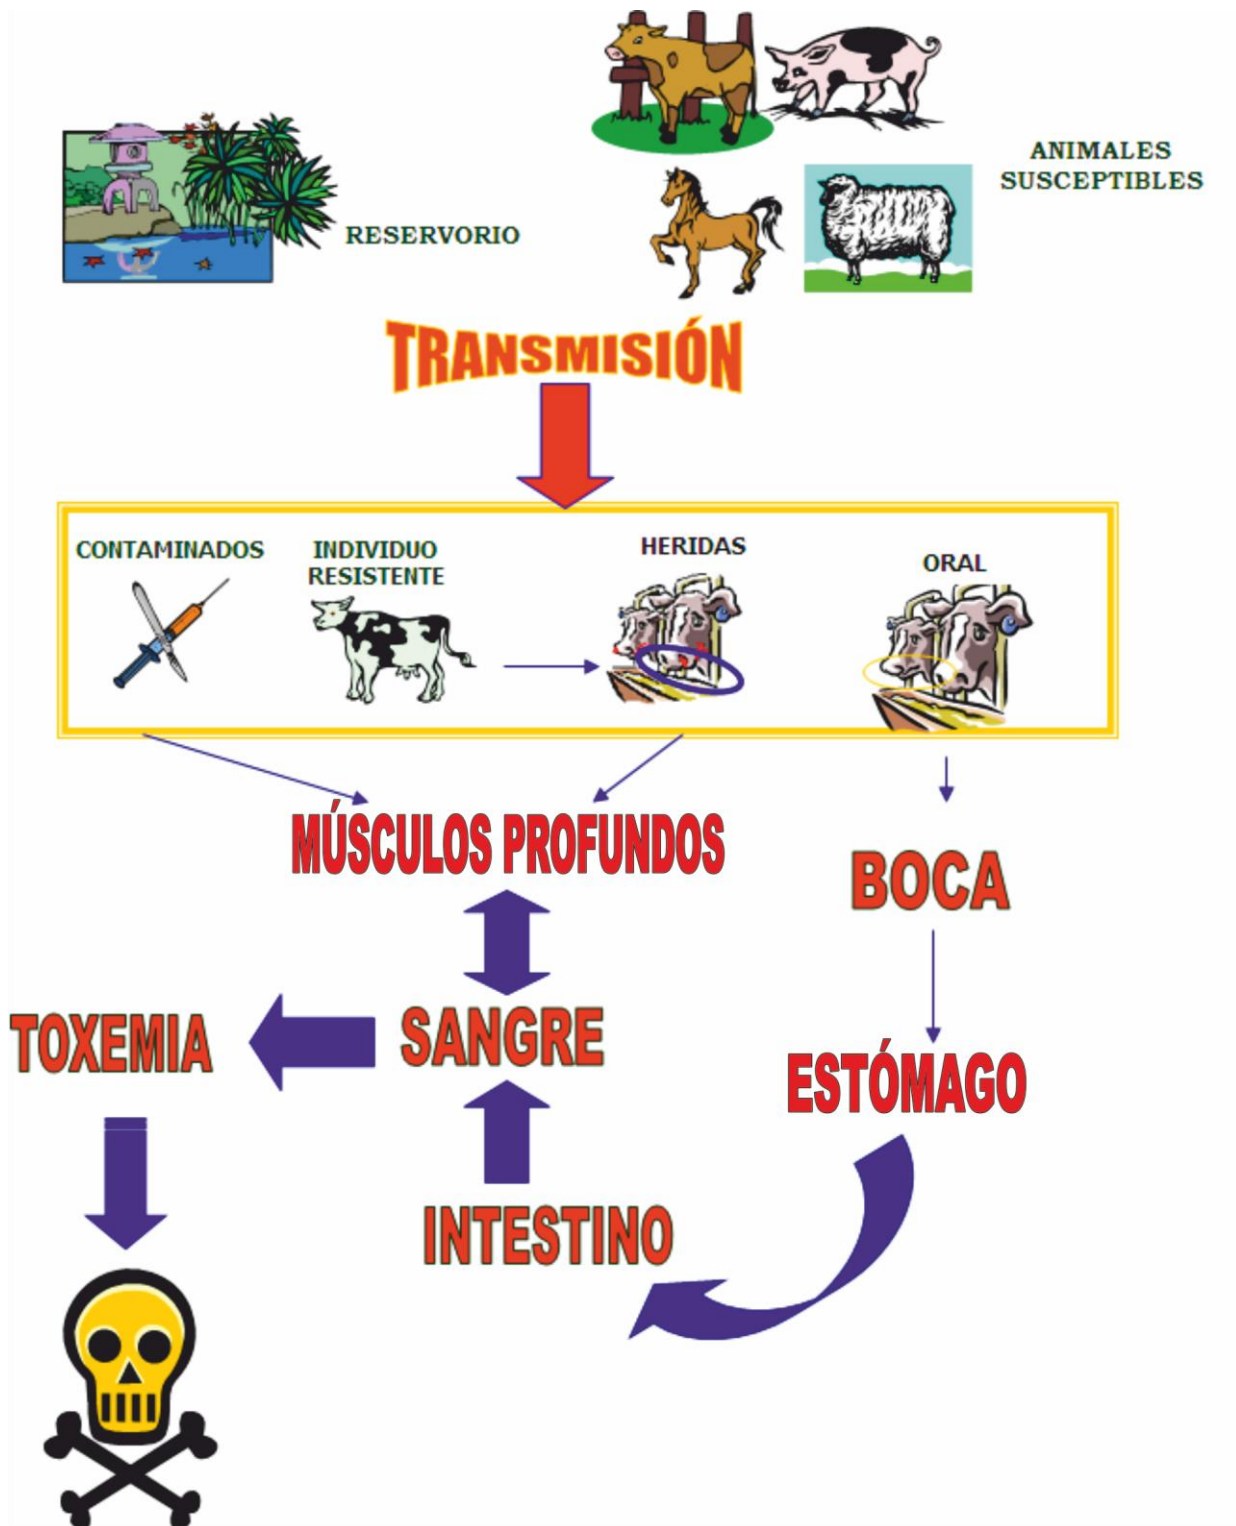 ANIMALES
SUSCEPTIBLES
RESERVORIO
TRANSMISIÓN
CONTAMINADOS
INDIVIDUO
RESISTENTE
HERIDAS
ORAL
MÚSCULOS PROFUNDOS
BOCA
TOXEMIA
SANGRE
ESTÓMAGO
INTESTINO